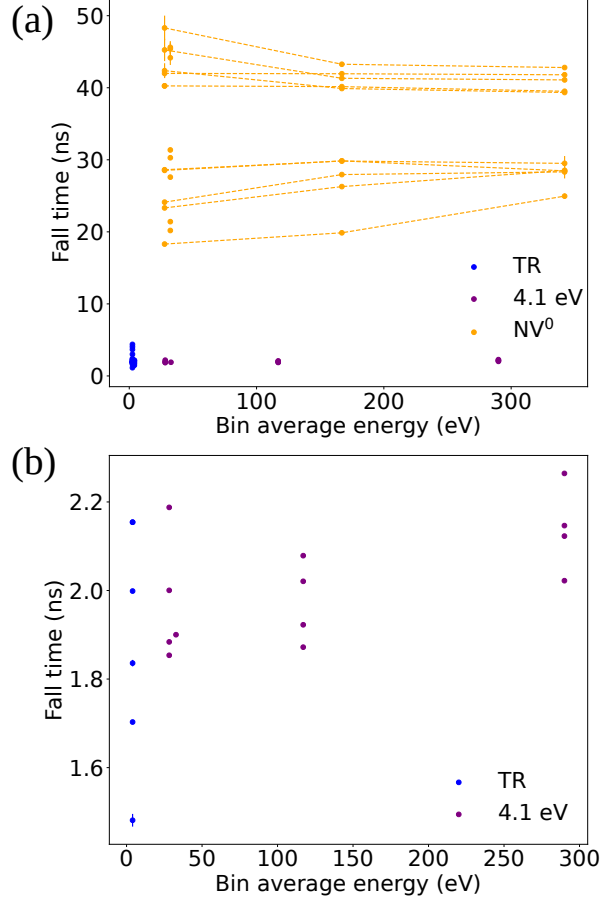 (a)
50
40
30
20
10
0
Fall time (ns)
TR
4.1 eV
NV⁰
0 100 200 300
Bin average energy (eV)
(b)
2.2
2.0
1.8
1.6
Fall time (ns)
TR
4.1 eV
0 50 100 150 200 250 300
Bin average energy (eV)